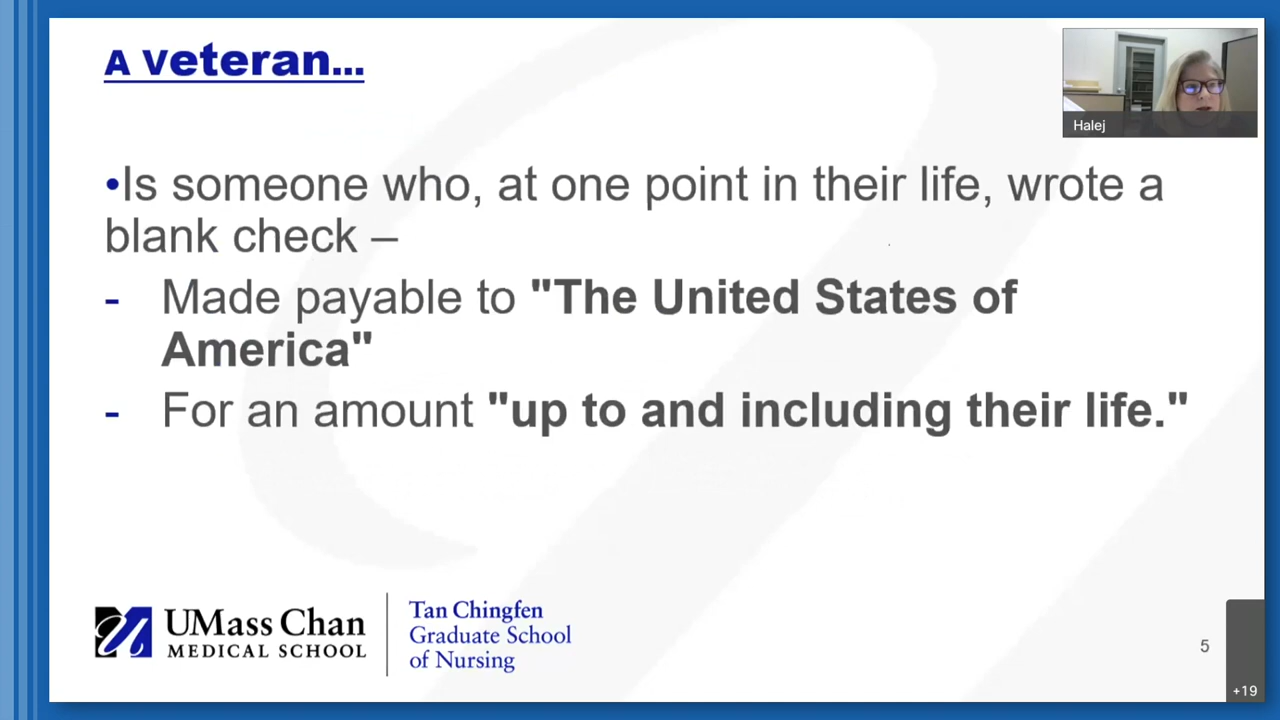 A Veteran...
Halej
•Is someone who, at one point in their life, wrote a
blank check –
- Made payable to "The United States of
America"
- For an amount "up to and including their life."
UMass Chan
MEDICAL SCHOOL
Tan Chingfen
Graduate School
of Nursing
5
+19